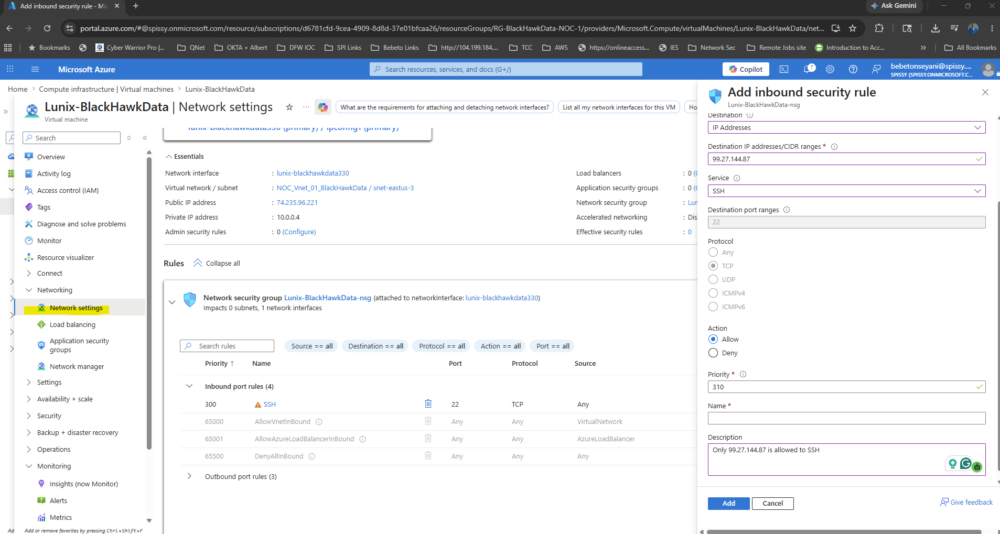 Add inbound security rule - Mic
Ask Gemini
portal.azure.com/#@spissy.onmicrosoft.com/resource/subscriptions/d6781cfd-9cea-4909-8d8d-37e01bfcaa26/resourceGroups/RG-BlackHawkData-NOC-1/providers/Microsoft.Compute/virtualMachines/Lunix-BlackHawkData/net...
Bookmarks
Cyber Warrior Pro |...
QNet
OKTA + Albert
DFW IOC
SPI Links
Bebeto Links
http://104.199.184....
TCC
AWS
https://onlineaccess...
IES
Network Sec
Remote Jobs site
Introduction to Acc...
»
All Bookmarks
Microsoft Azure
Search resources, services, and docs (G+/)
Copilot
7
bebetonseyani@spissy....
SPISSY (SPISSY.ONMICROSOFT.C...
Home > Compute infrastructure | Virtual machines > Lunix-BlackHawkData
Lunix-BlackHawkData | Network settings
Virtual machine
What are the requirements for attaching and detaching network interfaces?
List all my network interfaces for this VM
Ho
Search
Overview
Activity log
Access control (IAM)
Tags
Diagnose and solve problems
Monitor
Resource visualizer
Connect
Networking
Network settings
Load balancing
Application security
groups
Network manager
Settings
Availability + scale
Security
Backup + disaster recovery
Operations
Monitoring
Insights (now Monitor)
Alerts
Metrics
Ad
Add or remove favorites by pressing Ctrl+Shift+F
lunix-blackhawkdata330 (primary) / ipconfig1 (primary)
Essentials
Network interface : lunix-blackhawkdata330
Virtual network / subnet : NOC_Vnet_01_BlackHawkData / snet-eastus-3
Public IP address : 74.235.96.221
Private IP address : 10.0.0.4
Admin security rules : 0 (Configure)
Load balancers : 0 (
Application security groups : 0 (
Network security group : Lur
Accelerated networking : Dis
Effective security rules : 0
Rules Collapse all
Network security group Lunix-BlackHawkData-nsg (attached to networkInterface: lunix-blackhawkdata330)
Impacts 0 subnets, 1 network interfaces
Search rules
Source == all
Destination == all
Protocol == all
Action == all
Port == all
Priority ↑ Name Port Protocol Source
Inbound port rules (4)
300 SSH 22 TCP Any
65000 AllowVnetInBound Any Any VirtualNetwork
65001 AllowAzureLoadBalancerInBound Any Any AzureLoadBalancer
65500 DenyAllInBound Any Any Any
Outbound port rules (3)
Add inbound security rule
Lunix-BlackHawkData-nsg
Destination
IP Addresses
Destination IP addresses/CIDR ranges *
99.27.144.87
Service
SSH
Destination port ranges
22
Protocol
Any
TCP
UDP
ICMPv4
ICMPv6
Action
Allow
Deny
Priority *
310
Name *
Description
Only 99.27.144.87 is allowed to SSH
Add
Cancel
Give feedback